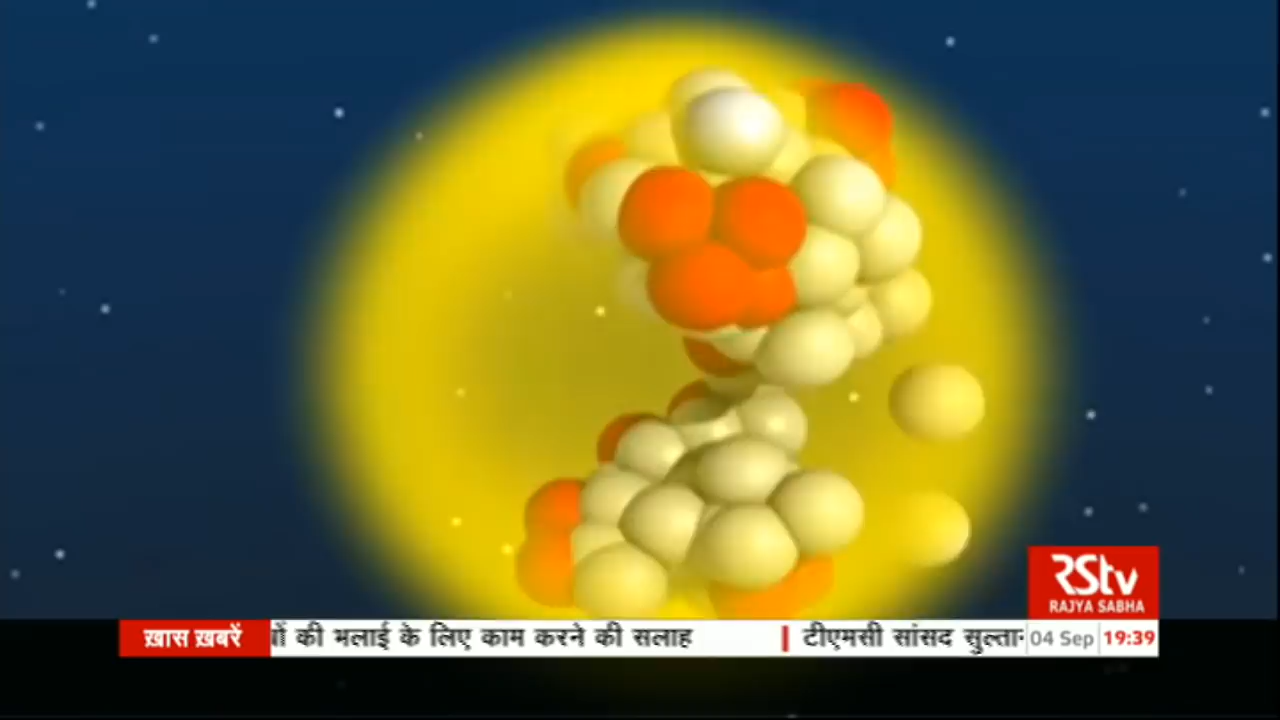 RStv
RAJYA SABHA
ख़ास ख़बरें
की भलाई के लिए काम करने की सलाह
टीएमसी सांसद
04 Sep
19:39